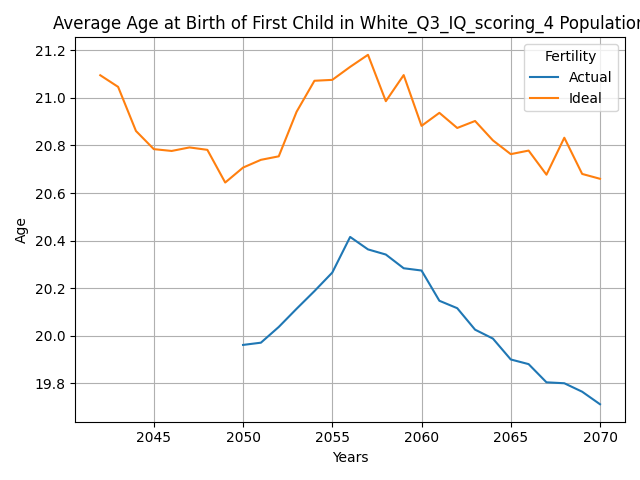 Average Age at Birth of First Child in White_Q3_IQ_scoring_4 Population
Fertility
Actual
Ideal
21.2
21.0
20.8
20.6
20.4
20.2
20.0
19.8
Age
2045 2050 2055 2060 2065 2070
Years